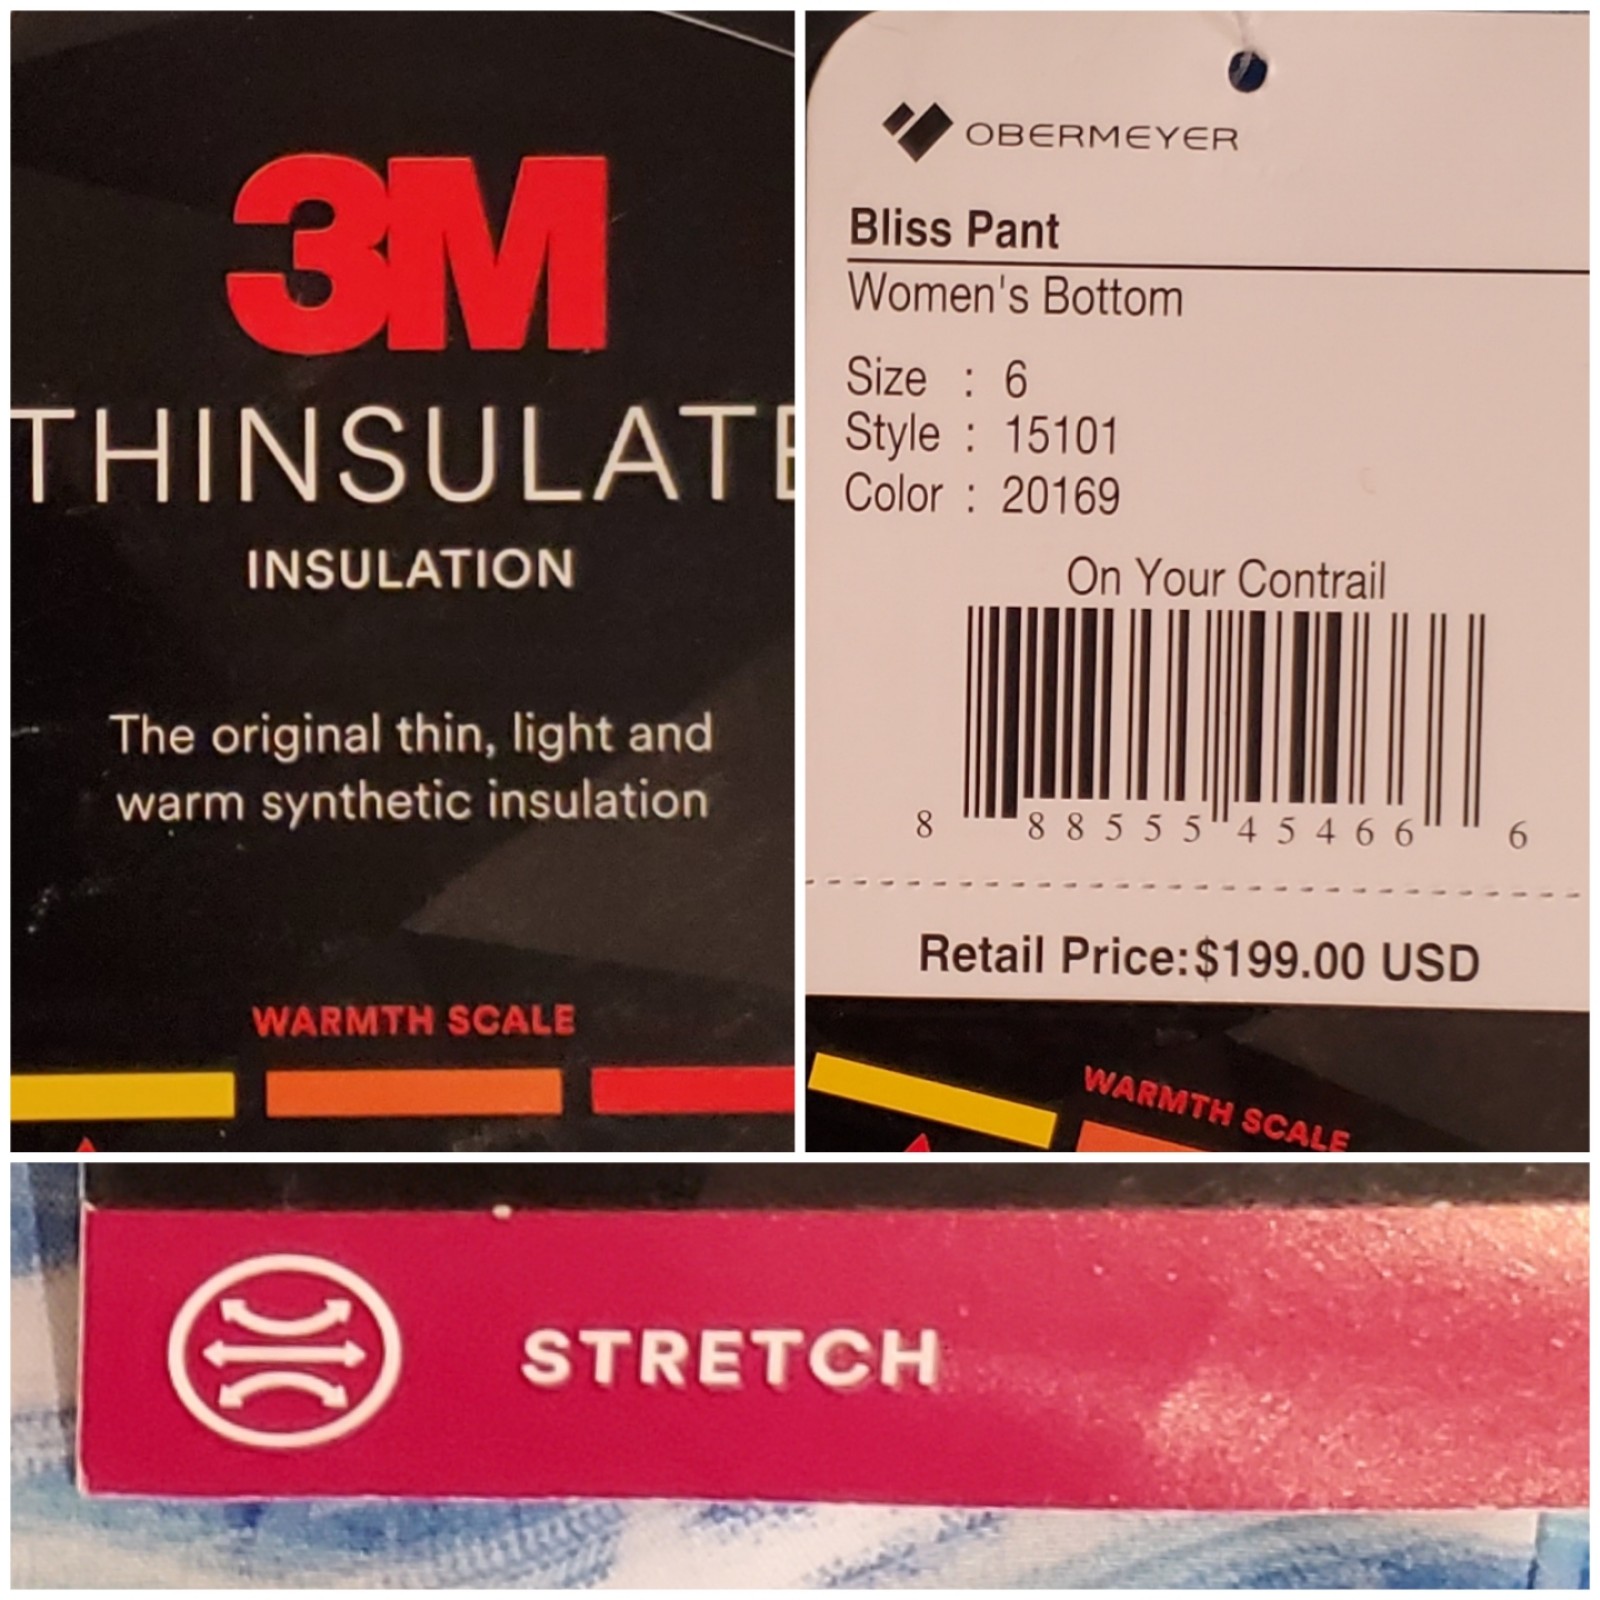 3M
THINSULATE
INSULATION
The original thin, light and
warm synthetic insulation
WARMTH SCALE
OBERMEYER
Bliss Pant
Women's Bottom
Size : 6
Style : 15101
Color : 20169
On Your Contrail
8 88555 45466 6
Retail Price:$199.00 USD
WARMTH SCALE
STRETCH